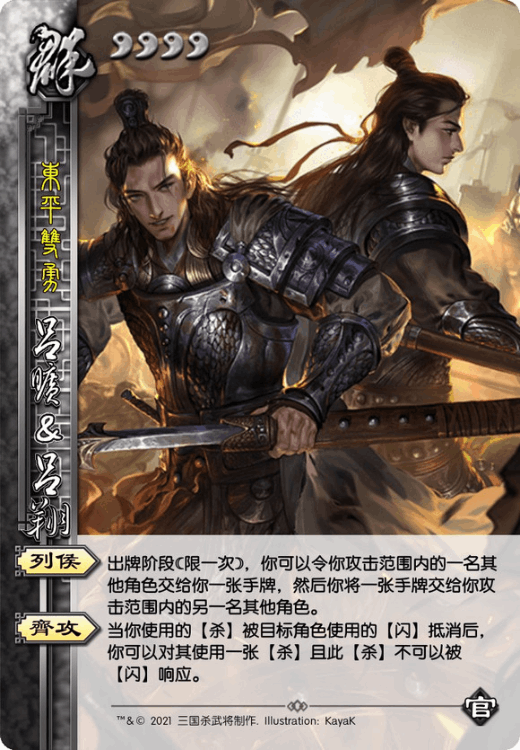 群
東平雙勇
呂曠&呂翔
列侯
出牌阶段(限一次)，你可以令你攻击范围内的一名其
他角色交给你一张手牌，然后你将一张手牌交给你攻
击范围内的另一名其他角色。
齊攻
当你使用的【杀】被目标角色使用的【闪】抵消后，
你可以对其使用一张【杀】且此【杀】不可以被
【闪】响应。
™&© 2021 三国杀武将制作. Illustration: KayaK
官